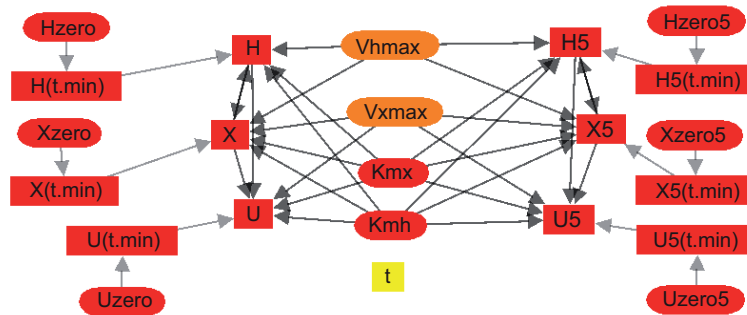 Hzero
H
Vhmax
H5
Hzero5
H(t.min)
H5(t.min)
Xzero
X
Vxmax
X5
Xzero5
X(t.min)
Kmx
X5(t.min)
U
Kmh
U5
U(t.min)
U5(t.min)
t
Uzero
Uzero5